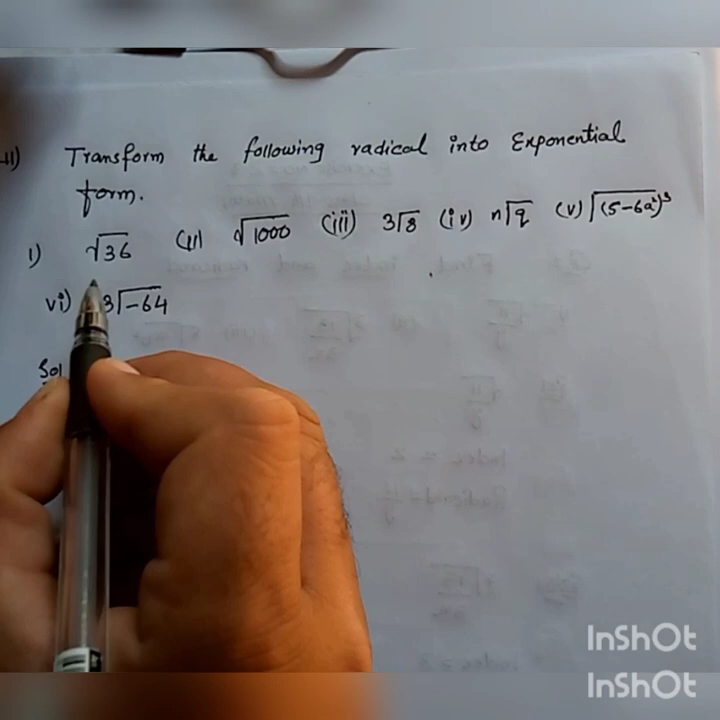 11) Transform the following radical into Exponential
form.
i) √36 (ii) √1000 (iii) 3√8 (iv) n√q (v) √(5-6a²)³
vi) 3√-64
Sol
InShOt
InShOt